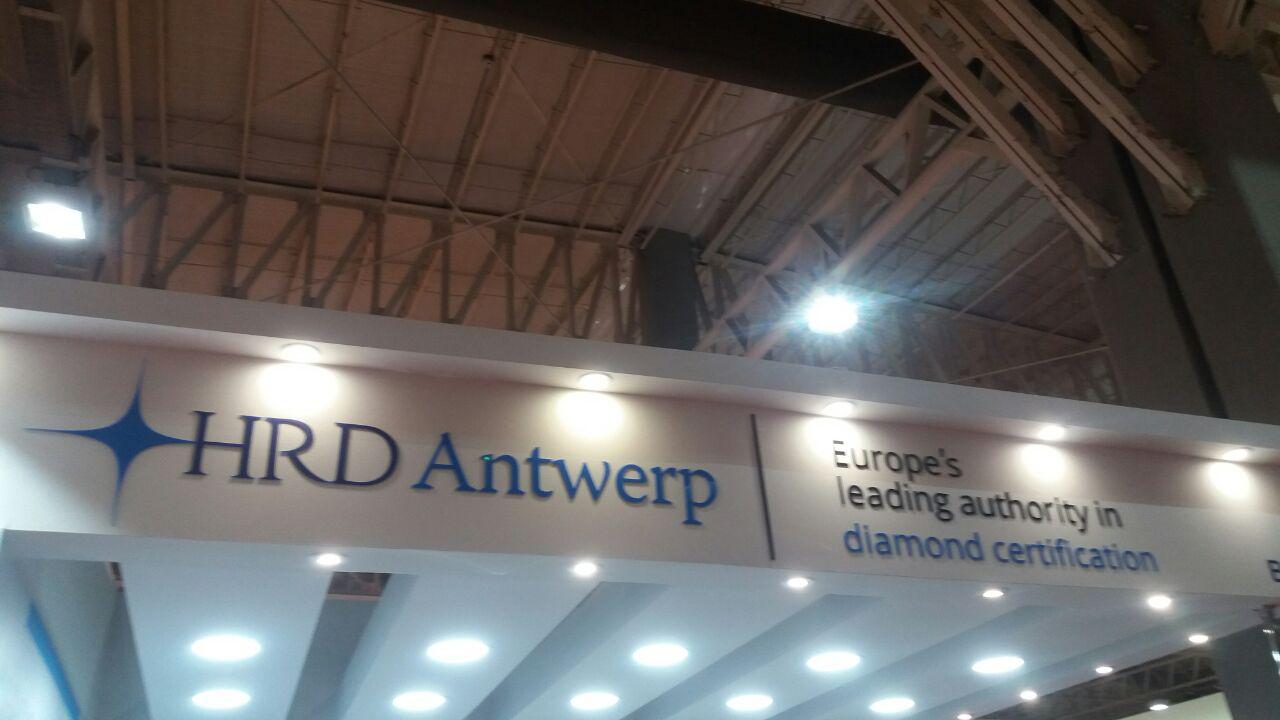 HRD Antwerp
Europe's
leading authority in
diamond certification